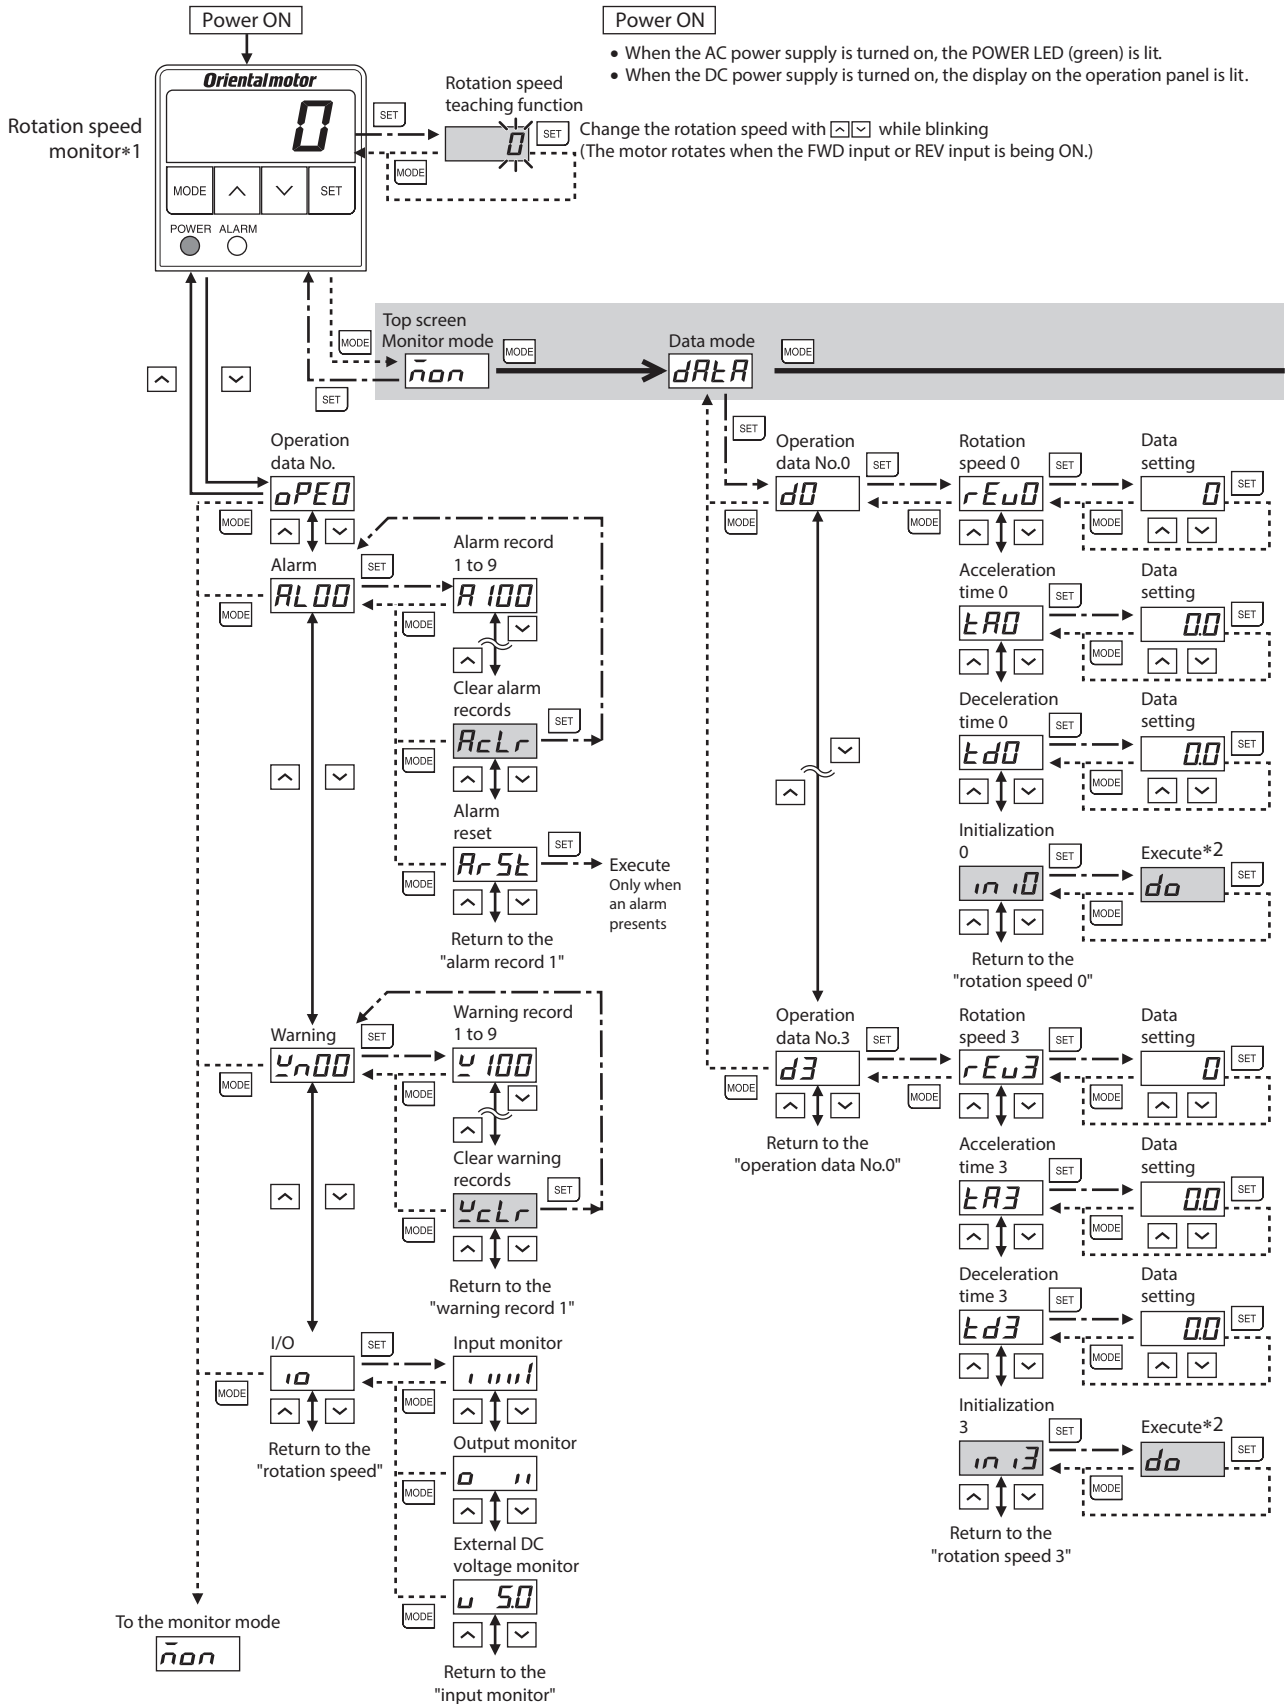 Power ON
Power ON
• When the AC power supply is turned on, the POWER LED (green) is lit.
• When the DC power supply is turned on, the display on the operation panel is lit.
Orientalmotor
0
MODE
SET
POWER ALARM
Rotation speed
monitor*1
SET
Rotation speed
teaching function
0
SET
MODE
Change the rotation speed with while blinking
(The motor rotates when the FWD input or REV input is being ON.)
MODE
SET
Top screen
Monitor mode
mon
MODE
Data mode
dAtA
MODE
Operation
data No.
oPE0
MODE
Alarm
AL00
SET
MODE
Alarm record
1 to 9
A 100
MODE
Clear alarm
records
AcLr
SET
MODE
Alarm
reset
ArSt
SET
MODE
Execute
Only when
an alarm
presents
Return to the
"alarm record 1"
Warning
Wn00
SET
MODE
Warning record
1 to 9
W 100
MODE
Clear warning
records
WcLr
SET
MODE
Return to the
"warning record 1"
I/O
io
SET
MODE
Return to the
"rotation speed"
Input monitor
MODE
Output monitor
o
MODE
External DC
voltage monitor
u 5.0
MODE
Return to the
"input monitor"
To the monitor mode
mon
SET
Operation
data No.0
d0
SET
MODE
Rotation
speed 0
rEv0
SET
MODE
Data
setting
0
SET
MODE
Acceleration
time 0
tA0
SET
Data
setting
0.0
SET
MODE
Deceleration
time 0
td0
SET
Data
setting
0.0
SET
MODE
Initialization
0
ini0
SET
Execute*2
do
SET
MODE
Return to the
"rotation speed 0"
Operation
data No.3
d3
SET
MODE
Return to the
"operation data No.0"
Rotation
speed 3
rEv3
SET
MODE
Data
setting
0
SET
MODE
Acceleration
time 3
tA3
SET
Data
setting
0.0
SET
MODE
Deceleration
time 3
td3
SET
Data
setting
0.0
SET
MODE
Initialization
3
ini3
SET
Execute*2
do
SET
MODE
Return to the
"rotation speed 3"